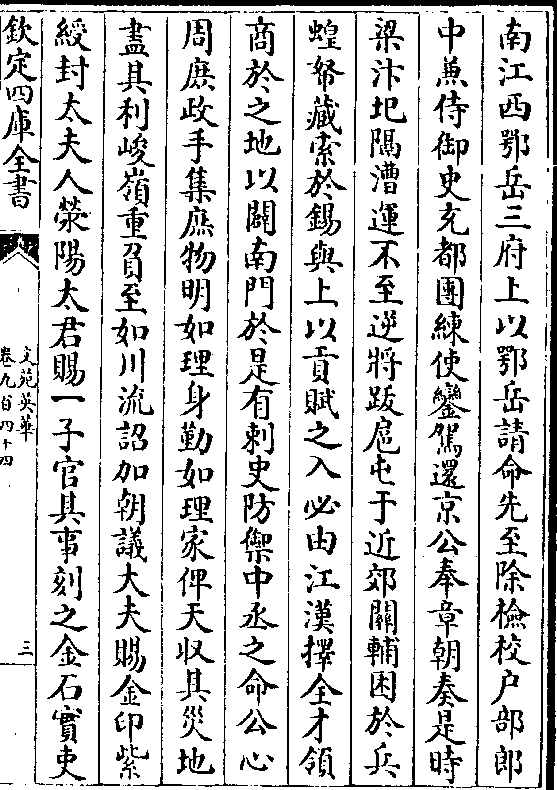 南江西鄂岳三府上以鄂岳請命先至除檢校户部郎
中兼侍御史充都團練使鑾駕還京公奉章朝奏是時
梁汴圮隔漕運不至逆將跋扈屯于近郊關輔困於兵
蝗帑藏索於錫與上以貢賦之入必由江漢擇全才領
商於之地以闢南門於是有刺史防禦中丞之命公心
周庶政手集庶物明如理身勤如理家俾天収其災地
盡其利峻嶺重負至如川流詔加朝議大夫賜金印紫
綬封太夫人滎陽太君賜一子官具事刻之金石實吏
欽定四庫全書
文苑英華
卷九百四十四
三